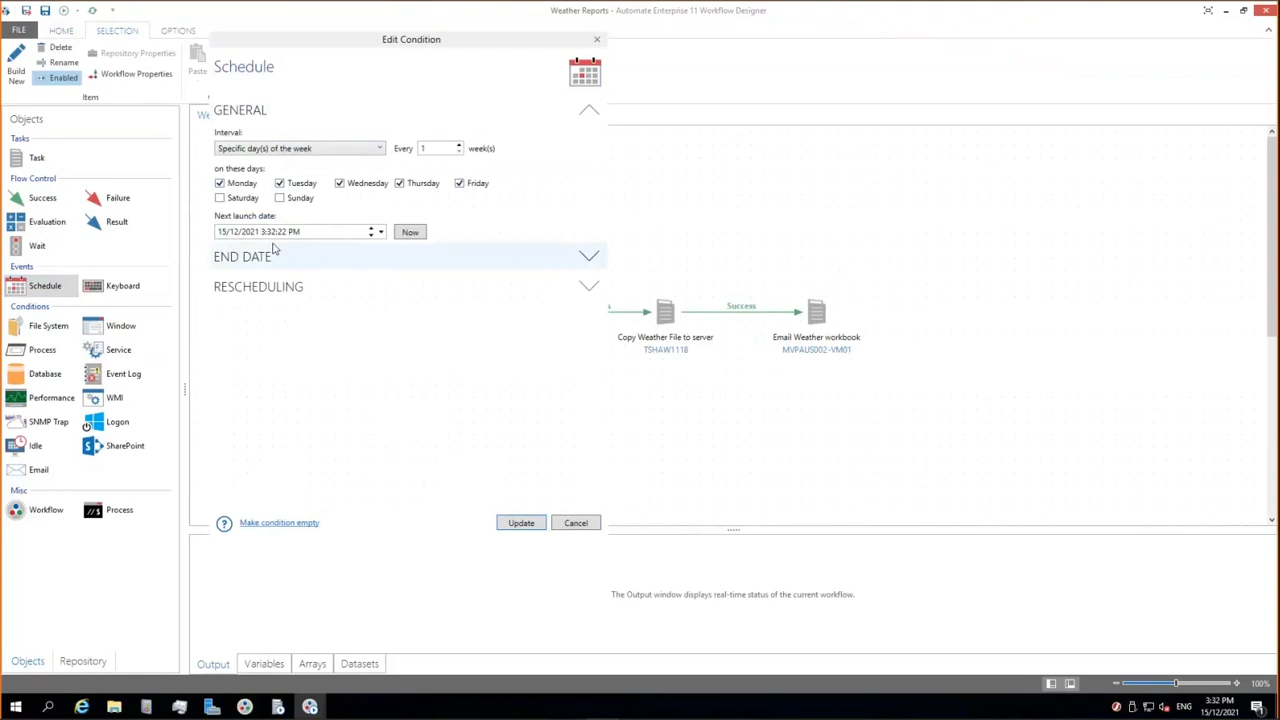 Weather Reports - Automate Enterprise 11 Workflow Designer
FILE HOME SELECTION OPTIONS
Build New
Delete
Rename
Enabled
Repository Properties
Workflow Properties
Paste
Item
Objects
Tasks
Task
Flow Control
Success Failure
Evaluation Result
Wait
Events
Schedule Keyboard
Conditions
File System Window
Process Service
Database Event Log
Performance WMI
SNMP Trap Logon
Idle SharePoint
Email
Misc
Workflow Process
Objects Repository
We
Edit Condition
Schedule
GENERAL
Interval:
Specific day(s) of the week Every 1 week(s)
on these days:
Monday Tuesday Wednesday Thursday Friday
Saturday Sunday
Next launch date:
15/12/2021 3:32:22 PM Now
END DATE
RESCHEDULING
? Make condition empty Update Cancel
s Success
Copy Weather File to server
TSHAW1118
Email Weather workbook
MVPAUS002-VM01
The Output window displays real-time status of the current workflow.
Output Variables Arrays Datasets
100%
ENG
3:32 PM
15/12/2021
1